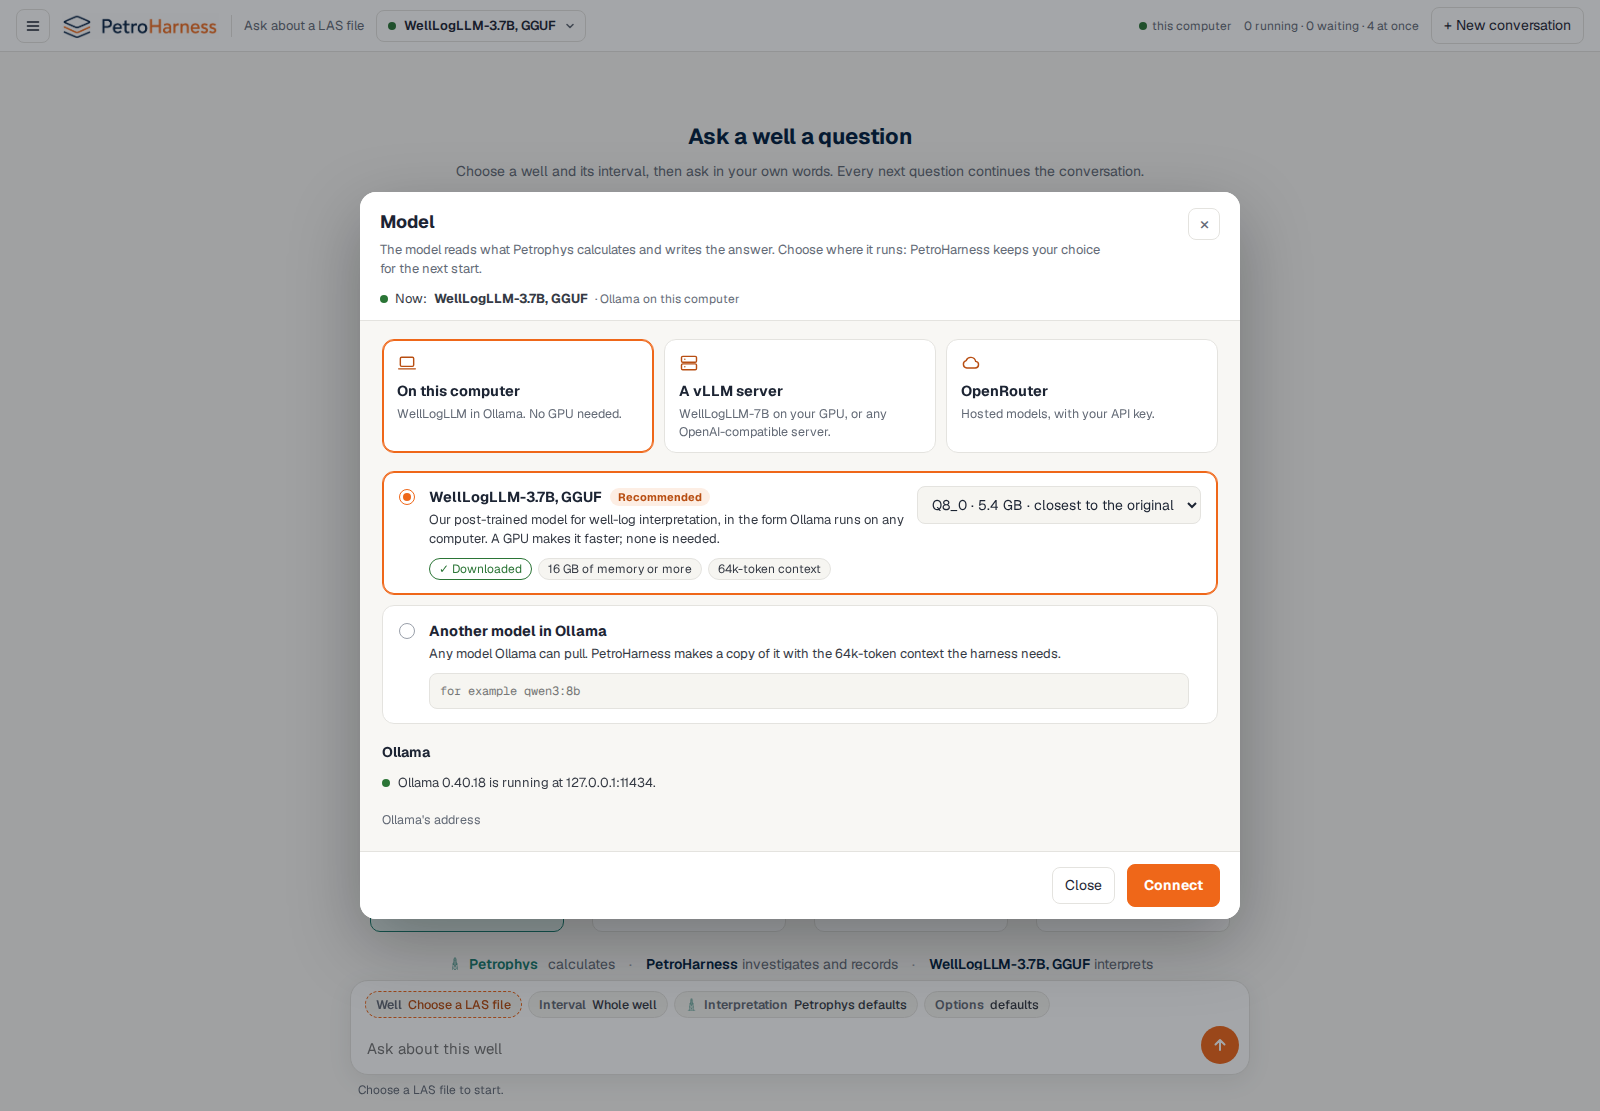 PetroHarness
Ask about a LAS file
WellLogLLM-3.7B, GGUF
this computer
0 running · 0 waiting · 4 at once
+ New conversation
Ask a well a question
Choose a well and its interval, then ask in your own words. Every next question continues the conversation.
Model
The model reads what Petrophys calculates and writes the answer. Choose where it runs: PetroHarness keeps your choice
for the next start.
Now: WellLogLLM-3.7B, GGUF · Ollama on this computer
×
On this computer
WellLogLLM in Ollama. No GPU needed.
A vLLM server
WellLogLLM-7B on your GPU, or any
OpenAI-compatible server.
OpenRouter
Hosted models, with your API key.
WellLogLLM-3.7B, GGUF Recommended
Our post-trained model for well-log interpretation, in the form Ollama runs on any
computer. A GPU makes it faster; none is needed.
✓ Downloaded
16 GB of memory or more
64k-token context
Q8_0 · 5.4 GB · closest to the original
Another model in Ollama
Any model Ollama can pull. PetroHarness makes a copy of it with the 64k-token context the harness needs.
for example qwen3:8b
Ollama
Ollama 0.40.18 is running at 127.0.0.1:11434.
Ollama's address
Close
Connect
Petrophys calculates · PetroHarness investigates and records · WellLogLLM-3.7B, GGUF interprets
Well Choose a LAS file
Interval Whole well
Interpretation Petrophys defaults
Options defaults
Ask about this well
Choose a LAS file to start.